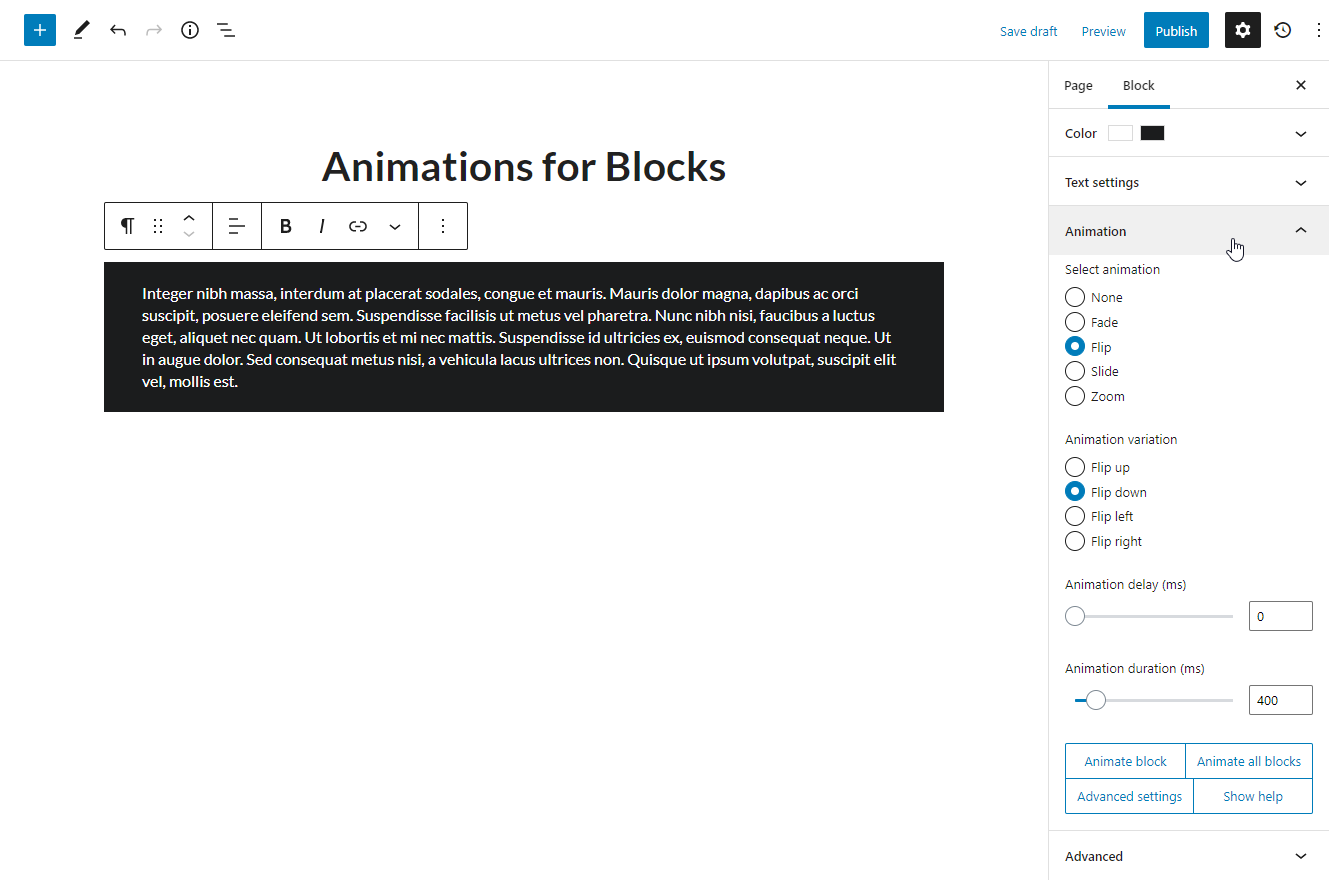 Save draft Preview Publish
Page Block
Color
Animations for Blocks
B I
Integer nibh massa, interdum at placerat sodales, congue et mauris. Mauris dolor magna, dapibus ac orci
suscipit, posuere eleifend sem. Suspendisse facilisis ut metus vel pharetra. Nunc nibh nisi, faucibus a luctus
eget, aliquet nec quam. Ut lobortis et mi nec mattis. Suspendisse id ultricies ex, euismod consequat neque. Ut
in augue dolor. Sed consequat metus nisi, a vehicula lacus ultrices non. Quisque ut ipsum volutpat, suscipit elit
vel, mollis est.
Text settings
Animation
Select animation
None
Fade
Flip
Slide
Zoom
Animation variation
Flip up
Flip down
Flip left
Flip right
Animation delay (ms)
0
Animation duration (ms)
400
Animate block Animate all blocks
Advanced settings Show help
Advanced